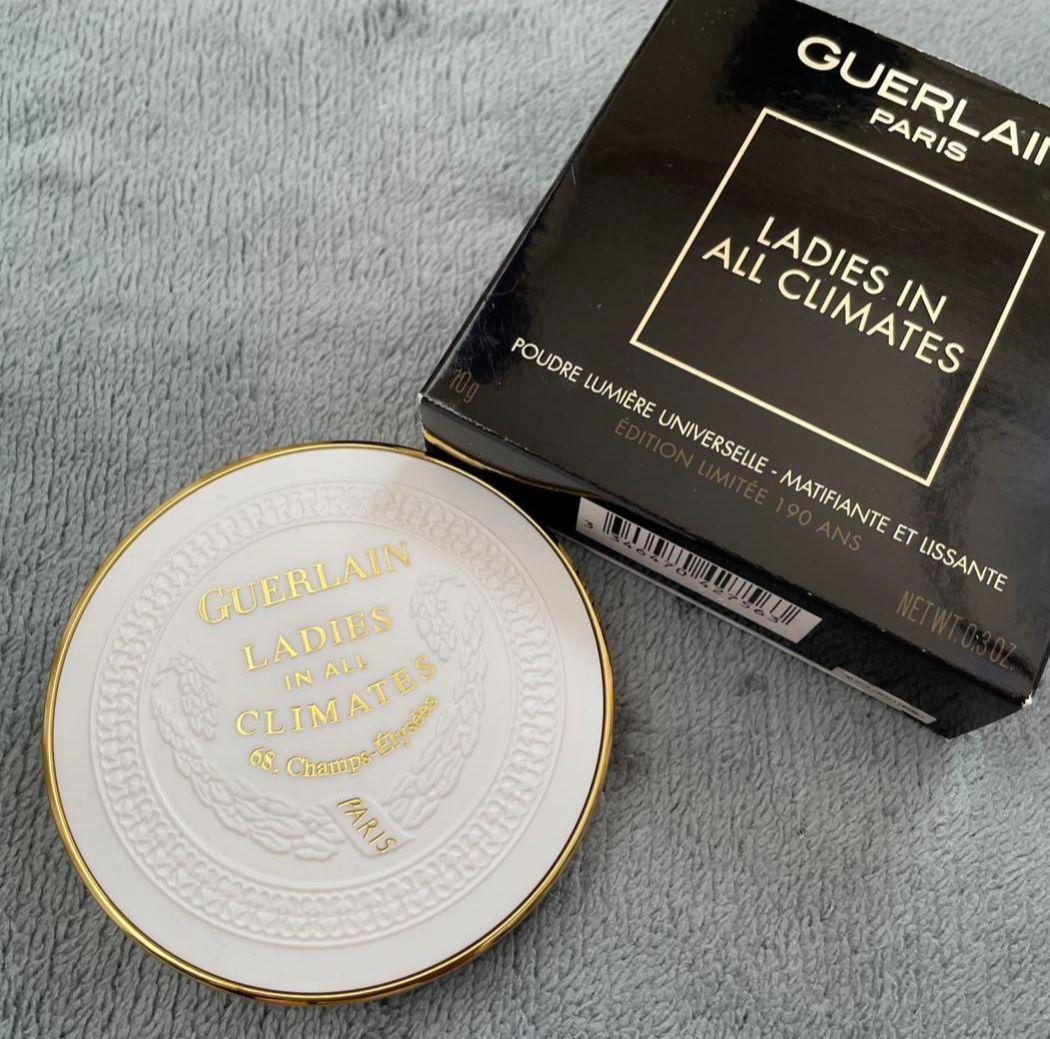 GUERLAIN
PARIS
LADIES IN
ALL CLIMATES
POUDRE LUMIÈRE UNIVERSELLE - MATIFIANTE ET LISSANTE
ÉDITION LIMITÉE 190 ANS
10g
NET WT. 0.3 OZ
GUERLAIN
LADIES
IN ALL
CLIMATES
68, Champs-Élysées
PARIS